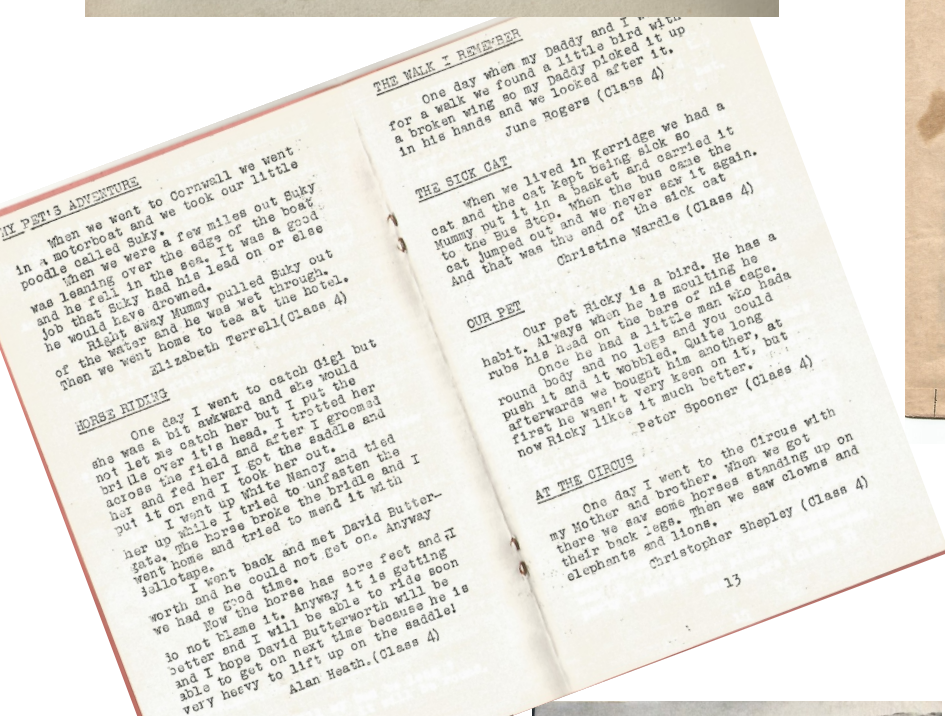 MY PET'S ADVENTURE
When we went to Cornwall we went
in a motorboat and we took our little
poodle called Suky.
When we were a few miles out Suky
was leaning over the edge of the boat
and he fell in the sea. It was a good
job that Suky had his lead on or else
he would have drowned.
Right away Mummy pulled Suky out
of the water and he was wet through.
Then we went home to tea at the hotel.
Elizabeth Terrell(Class 4)
HORSE RIDING
One day I went to catch Gigi but
she was a bit awkward and she would
not let me catch her but I put the
bridle over it's head. I trotted her
across the field and after I groomed
her and fed her I got the saddle and
put it on and I took her out.
I went up White Nancy and tied
her up while I tried to unfasten the
gate. The horse broke the bridle and I
went home and tried to mend it with
Sellotape.
I went back and met David Butter-
worth and he could not get on. Anyway
we had a good time.
Now the horse has sore feet and I
do not blame it. Anyway it is getting
better and I will be able to ride soon
and I hope David Butterworth will be
able to get on next time because he is
very heavy to lift up on the saddle!
Alan Heath.(Class 4)
THE WALK I REMEMBER
One day when my Daddy and I
for a walk we found a little bird with
a broken wing so my Daddy picked it up
in his hands and we looked after it.
June Rogers (Class 4)
THE SICK CAT
When we lived in Kerridge we had a
cat and the cat kept being sick so
Mummy put it in a basket and carried it
to the Bus Stop. When the bus came the
cat jumped out and we never saw it again.
And that was the end of the sick cat
Christine Wardle (Class 4)
OUR PET
Our pet Ricky is a bird. He has a
habit. Always when he is moulting he
rubs his head on the bars of his cage.
Once he had a little man who hada
round body and no legs and you could
push it and it wobbled. Quite long
afterwards we bought him another, at
first he wasn't very keen on it, but
now Ricky likes it much better.
Peter Spooner (Class 4)
AT THE CIRCUS
One day I went to the Circus with
my Mother and brother. When we got
there we saw some horses standing up on
their back legs. Then we saw clowns and
elephants and lions.
Christopher Shepley (Class 4)
13